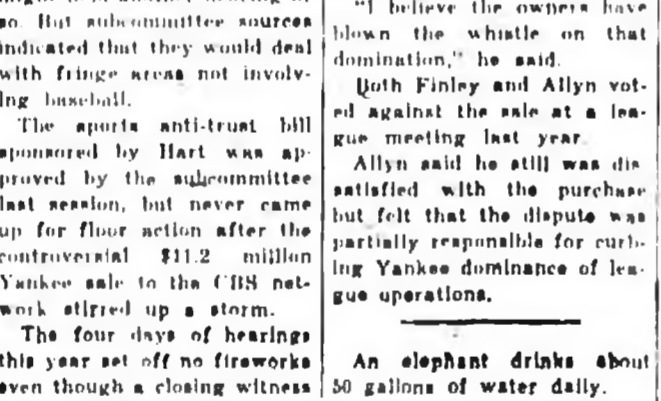 so. But subcommittee sources
indicated that they would deal
with fringe areas not involv-
ing baseball.
The sports anti-trust bill
sponsored by Hart was ap-
proved by the subcommittee
last session, but never came
up for floor action after the
controversial $11.2 million
Yankee sale to the CBS net-
work stirred up a storm.
The four days of hearings
this year set off no fireworks
even though a closing witness
"I believe the owners have
blown the whistle on that
domination," he said.
Both Finley and Allyn vot-
ed against the sale at a lea-
gue meeting last year.
Allyn said he still was dis
satisfied with the purchase
but felt that the dispute was
partially responsible for curb-
ing Yankee dominance of lea-
gue operations.
An elephant drinks about
50 gallons of water daily.